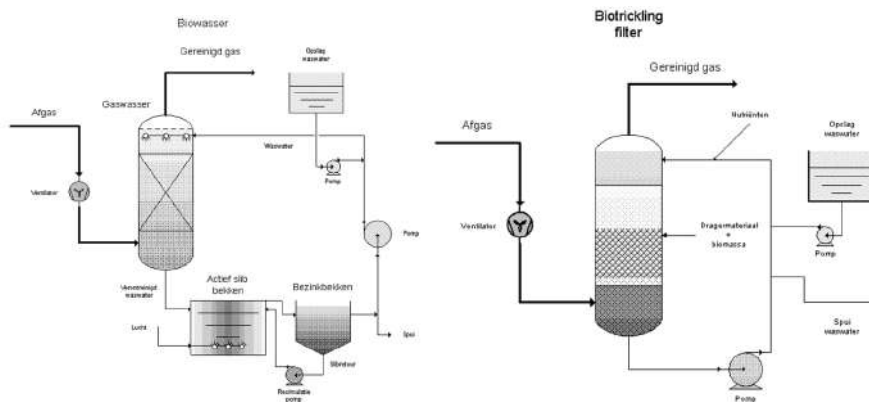 Biowasser
Gereinigd gas
Opslag
waswater
Gaswasser
Afgas
Waswater
Pomp
Ventilator
Pomp
Verontreinigd
waswater
Actief slib
bekken
Bezinkbekken
Lucht
Spui
Slibretour
Recirculatie
pomp
Biotrickling
filter
Gereinigd gas
Nutriënten
Opslag
waswater
Afgas
Ventilator
Dragermateriaal
+
biomassa
Pomp
Spui
waswater
Pomp